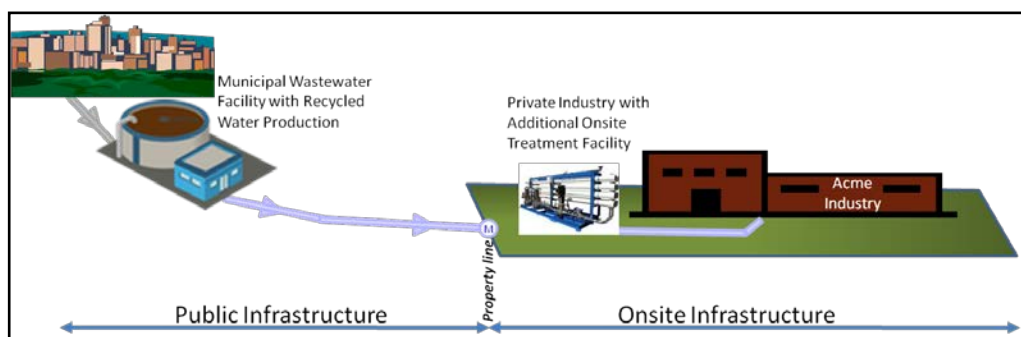 Municipal Wastewater
Facility with Recycled
Water Production
Private Industry with
Additional Onsite
Treatment Facility
Acme
Industry
M
Property line
Public Infrastructure
Onsite Infrastructure